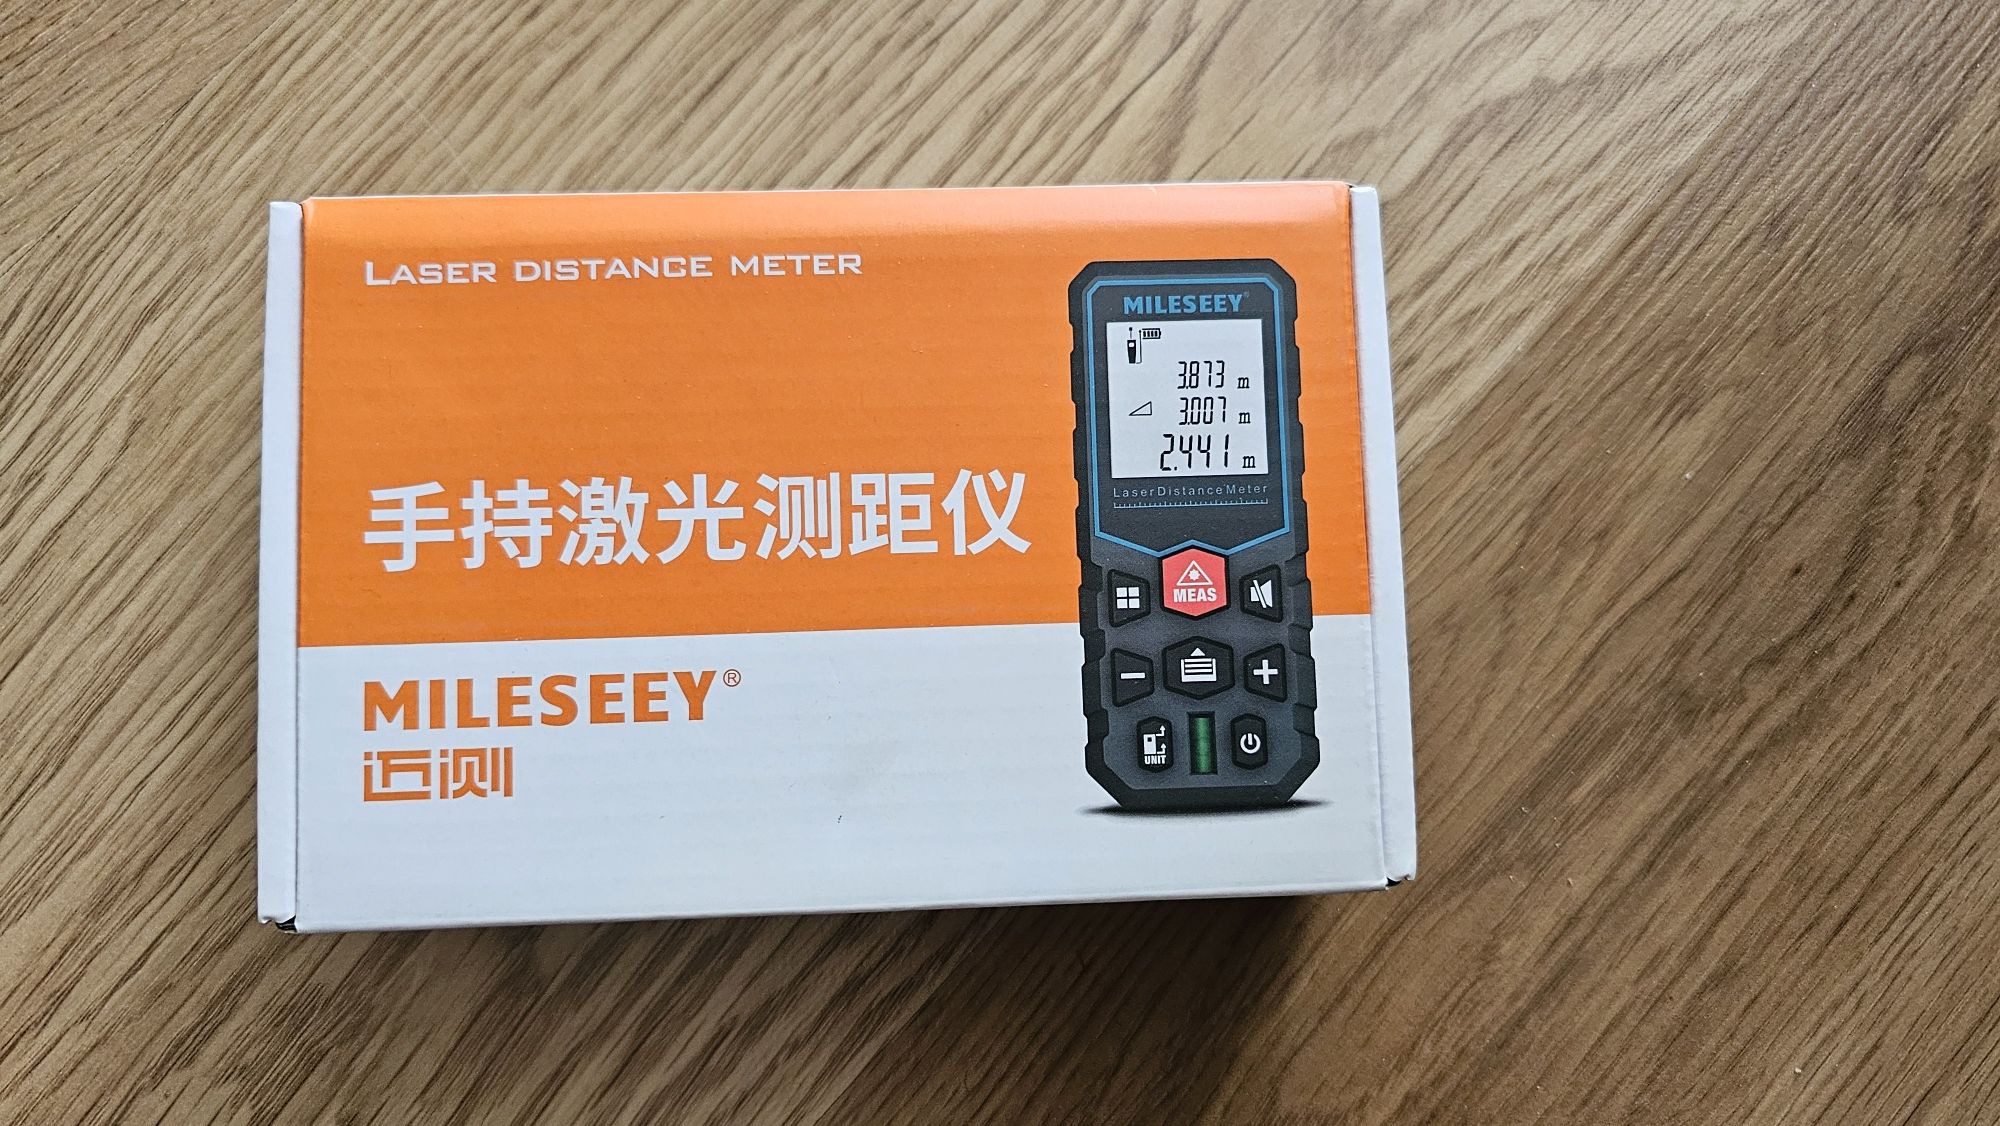 LASER DISTANCE METER
手持激光测距仪
MILESEEY®
迈测
MILESEEY®
3.873 m
3.007 m
2.441 m
Laser Distance Meter
MEAS
UNIT